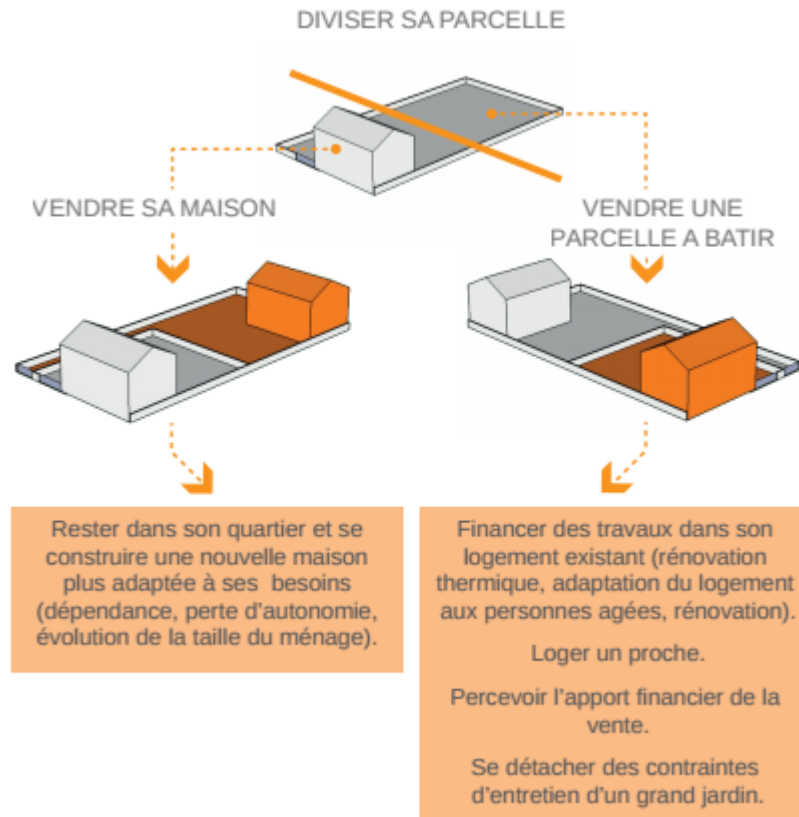 DIVISER SA PARCELLE
VENDRE SA MAISON
VENDRE UNE
PARCELLE A BATIR
Rester dans son quartier et se
construire une nouvelle maison
plus adaptée à ses besoins
(dépendance, perte d'autonomie,
évolution de la taille du ménage).
Financer des travaux dans son
logement existant (rénovation
thermique, adaptation du logement
aux personnes agées, rénovation).
Loger un proche.
Percevoir l'apport financier de la
vente.
Se détacher des contraintes
d'entretien d'un grand jardin.